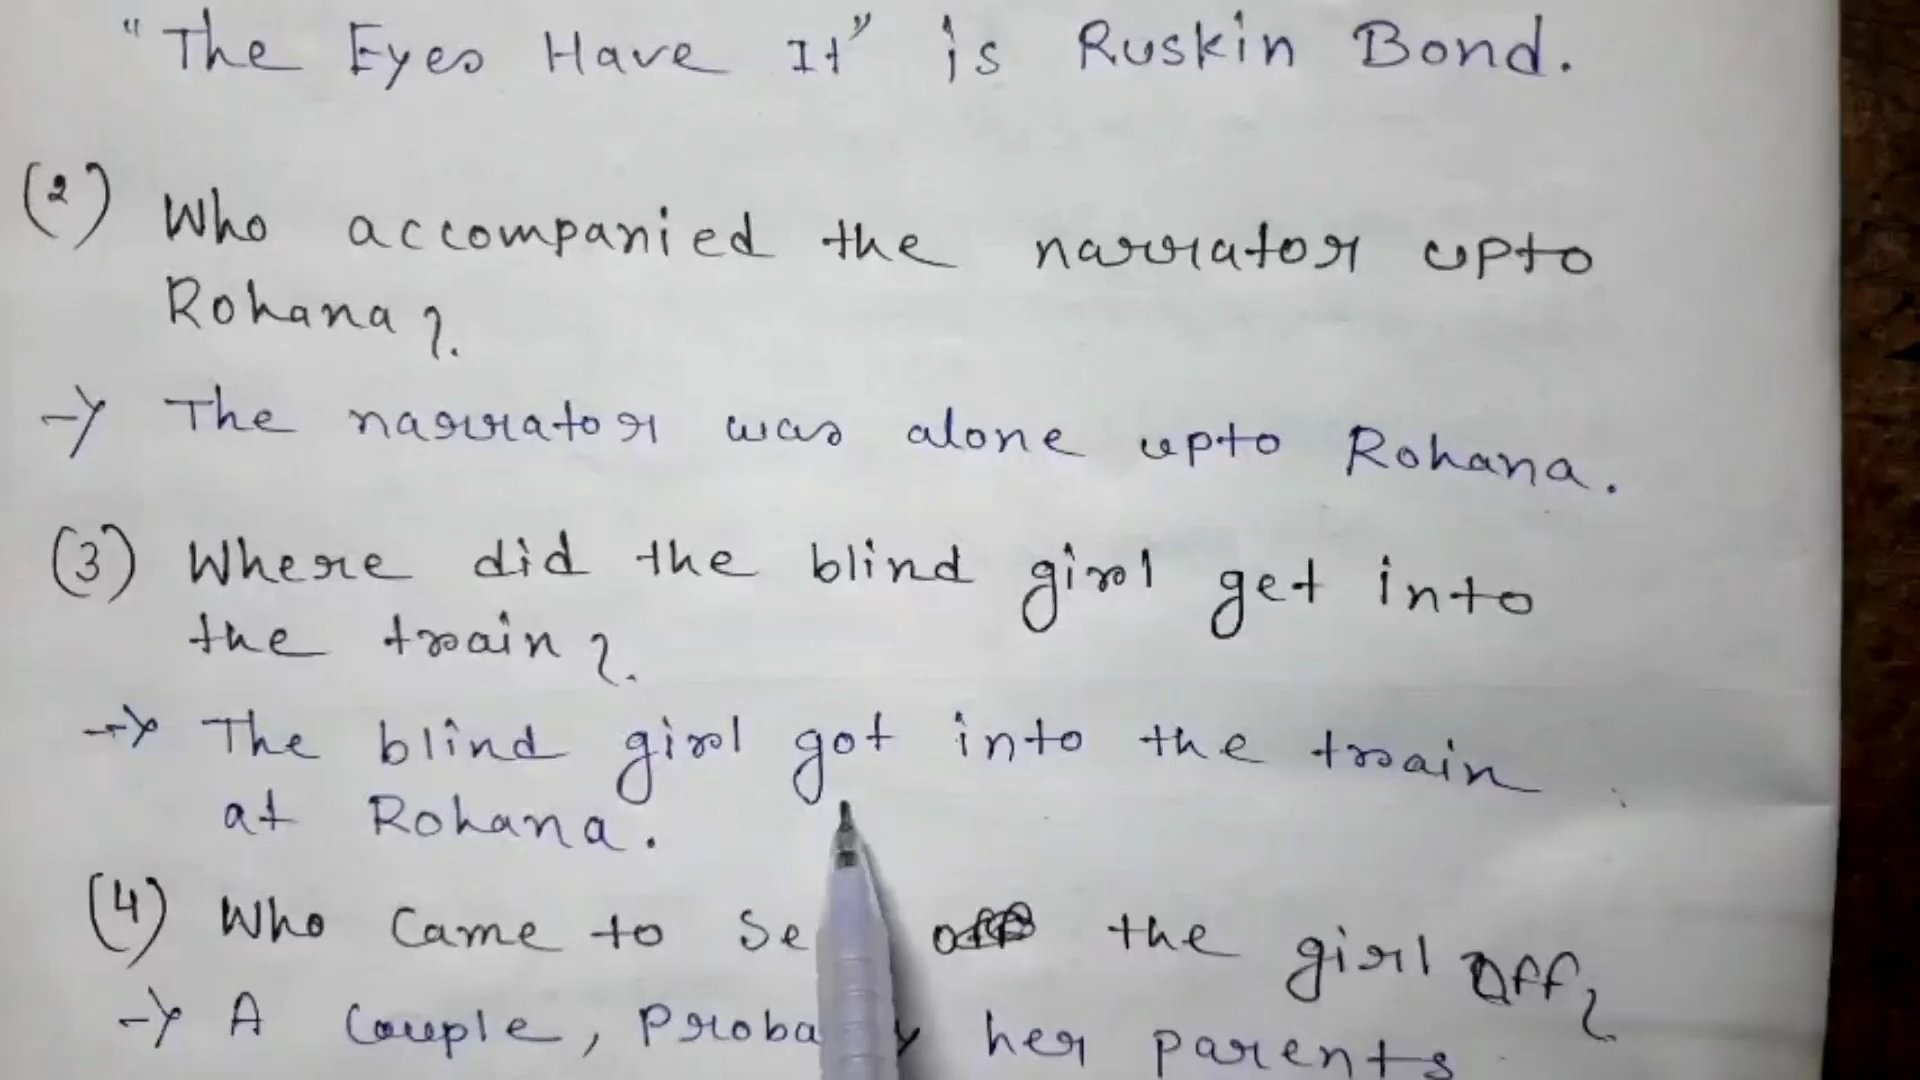 "The Eyes Have It" is Ruskin Bond.
(2) Who accompanied the narrator upto
Rohana?
→ The narrator was alone upto Rohana.
(3) Where did the blind girl get into
the train?
→ The blind girl got into the train
at Rohana.
(4) Who came to the girl off?
→ A couple, her parents